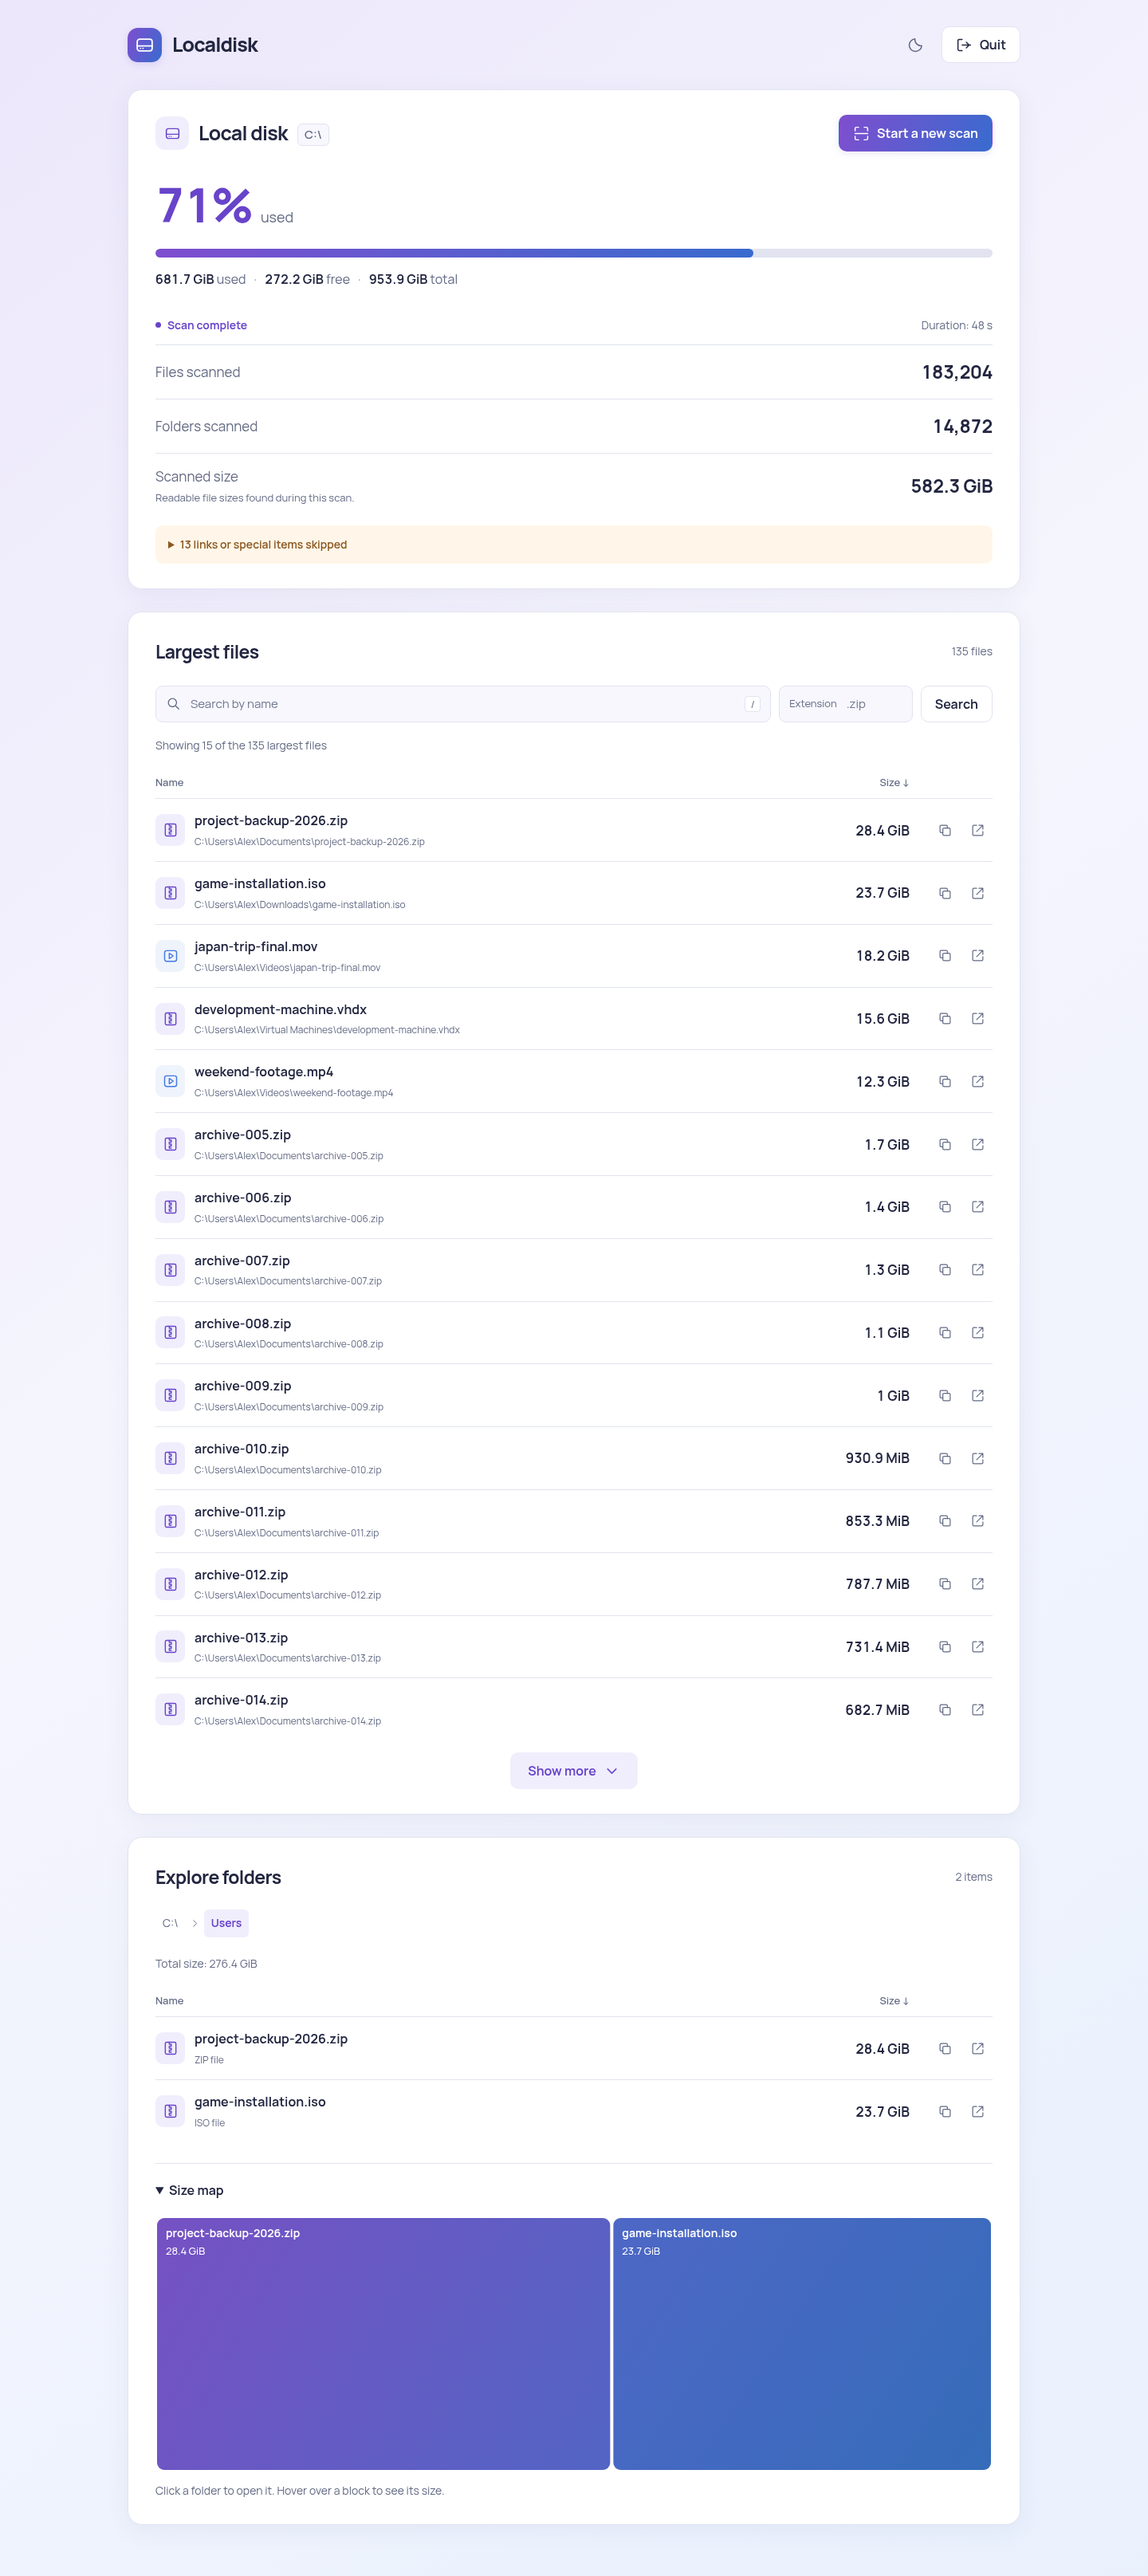 Localdisk
Quit
Local disk C:\
Start a new scan
71% used
681.7 GiB used · 272.2 GiB free · 953.9 GiB total
Scan complete
Duration: 48 s
Files scanned
183,204
Folders scanned
14,872
Scanned size
Readable file sizes found during this scan.
582.3 GiB
13 links or special items skipped
Largest files
135 files
Search by name
/
Extension .zip
Search
Showing 15 of the 135 largest files
Name
Size ↓
project-backup-2026.zip
C:\Users\Alex\Documents\project-backup-2026.zip
28.4 GiB
game-installation.iso
C:\Users\Alex\Downloads\game-installation.iso
23.7 GiB
japan-trip-final.mov
C:\Users\Alex\Videos\japan-trip-final.mov
18.2 GiB
development-machine.vhdx
C:\Users\Alex\Virtual Machines\development-machine.vhdx
15.6 GiB
weekend-footage.mp4
C:\Users\Alex\Videos\weekend-footage.mp4
12.3 GiB
archive-005.zip
C:\Users\Alex\Documents\archive-005.zip
1.7 GiB
archive-006.zip
C:\Users\Alex\Documents\archive-006.zip
1.4 GiB
archive-007.zip
C:\Users\Alex\Documents\archive-007.zip
1.3 GiB
archive-008.zip
C:\Users\Alex\Documents\archive-008.zip
1.1 GiB
archive-009.zip
C:\Users\Alex\Documents\archive-009.zip
1 GiB
archive-010.zip
C:\Users\Alex\Documents\archive-010.zip
930.9 MiB
archive-011.zip
C:\Users\Alex\Documents\archive-011.zip
853.3 MiB
archive-012.zip
C:\Users\Alex\Documents\archive-012.zip
787.7 MiB
archive-013.zip
C:\Users\Alex\Documents\archive-013.zip
731.4 MiB
archive-014.zip
C:\Users\Alex\Documents\archive-014.zip
682.7 MiB
Show more
Explore folders
2 items
C:\ > Users
Total size: 276.4 GiB
Name
Size ↓
project-backup-2026.zip
ZIP file
28.4 GiB
game-installation.iso
ISO file
23.7 GiB
Size map
project-backup-2026.zip
28.4 GiB
game-installation.iso
23.7 GiB
Click a folder to open it. Hover over a block to see its size.